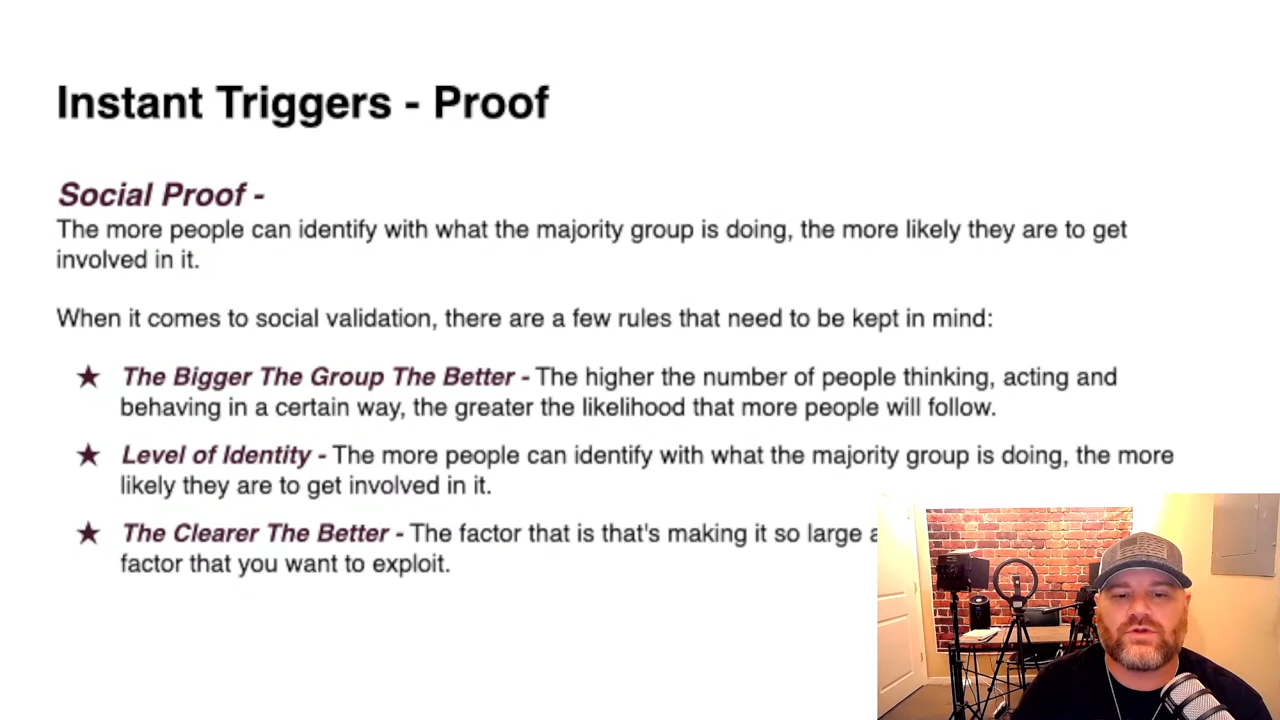 Instant Triggers - Proof
Social Proof -
The more people can identify with what the majority group is doing, the more likely they are to get
involved in it.
When it comes to social validation, there are a few rules that need to be kept in mind:
★ The Bigger The Group The Better - The higher the number of people thinking, acting and
behaving in a certain way, the greater the likelihood that more people will follow.
★ Level of Identity - The more people can identify with what the majority group is doing, the more
likely they are to get involved in it.
★ The Clearer The Better - The factor that is that's making it so large
factor that you want to exploit.